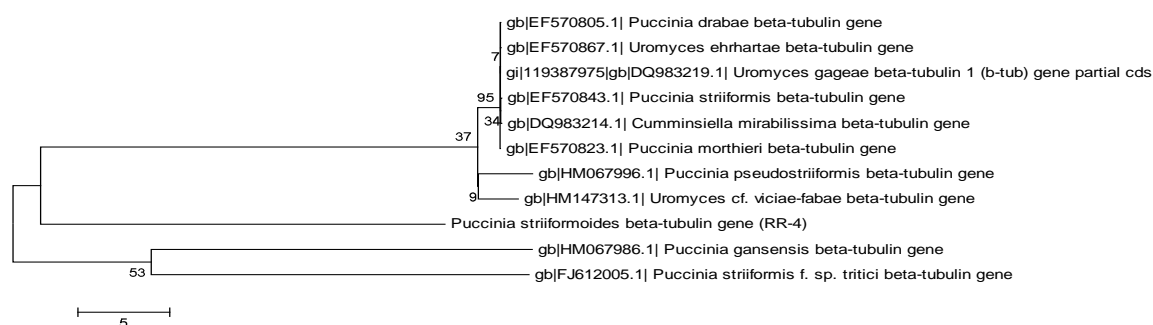 gb|EF570805.1| Puccinia drabae beta-tubulin gene
gb|EF570867.1| Uromyces ehrhartae beta-tubulin gene
7
gi|119387975|gb|DQ983219.1| Uromyces gageae beta-tubulin 1 (b-tub) gene partial cds
95
gb|EF570843.1| Puccinia striiformis beta-tubulin gene
34
gb|DQ983214.1| Cumminsiella mirabilissima beta-tubulin gene
37
gb|EF570823.1| Puccinia morthieri beta-tubulin gene
gb|HM067996.1| Puccinia pseudostriiformis beta-tubulin gene
9
gb|HM147313.1| Uromyces cf. viciae-fabae beta-tubulin gene
Puccinia striiformoides beta-tubulin gene (RR-4)
gb|HM067986.1| Puccinia gansensis beta-tubulin gene
53
gb|FJ612005.1| Puccinia striiformis f. sp. tritici beta-tubulin gene
5